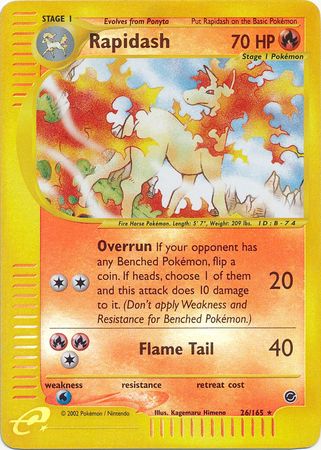 STAGE 1
Evolves from Ponyta
Put Rapidash on the Basic Pokémon
Rapidash
70 HP
Stage 1 Pokémon
Fire Horse Pokémon, Length: 5' 7", Weight: 209 lbs. ID:B-74
Overrun If your opponent has
any Benched Pokémon, flip a
coin. If heads, choose 1 of them
and this attack does 10 damage
to it. (Don't apply Weakness and
Resistance for Benched Pokémon.)
20
Flame Tail
40
weakness
resistance
retreat cost
e
© 2002 Pokémon / Nintendo
Illus. Kagemaru Himeno
26/165 ★